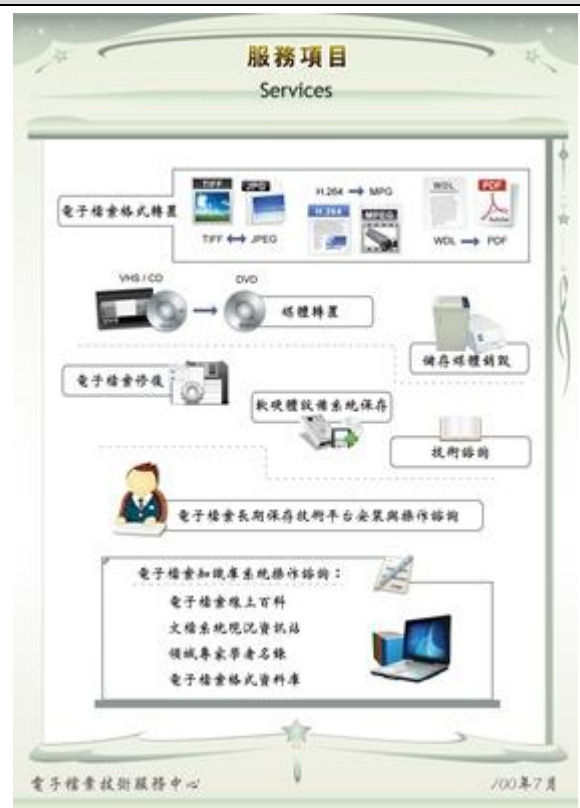 服務項目
Services
TIFF
JPG
H.264 → MPG
WDL
PDF
電子檔案格式轉置
H.264
MPEG
TIFF ↔ JPEG
WDL → PDF
VHS / CD
DVD
媒體轉置
儲存媒體銷毀
電子檔案修復
軟硬體設備系統保存
技術諮詢
電子檔案長期保存技術平台安裝與操作諮詢
電子檔案知識庫系統操作諮詢：
電子檔案線上百科
文檔系統現況資訊站
領域專家學者名錄
電子檔案格式資料庫
電子檔案技術服務中心
100年7月